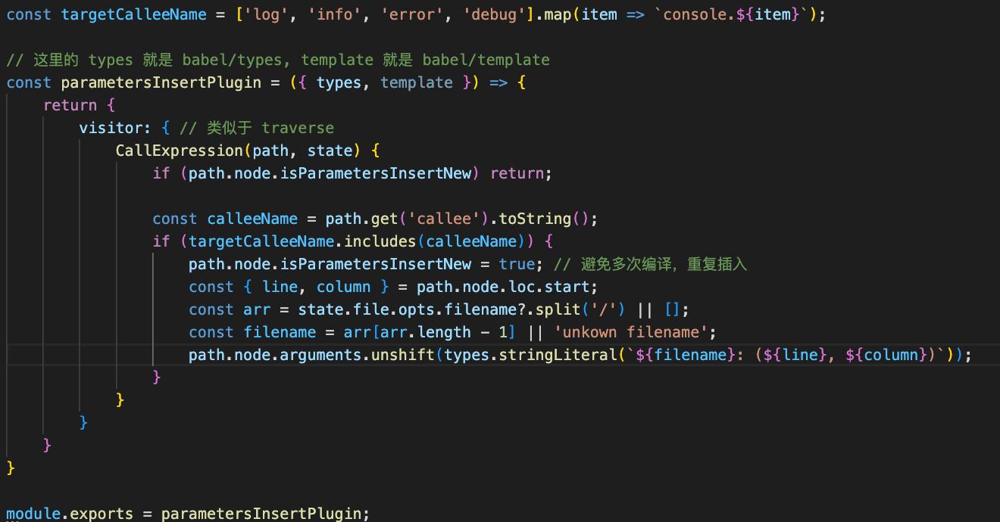 const targetCalleeName = ['log', 'info', 'error', 'debug'].map(item => `console.${item}`);
// 这里的 types 就是 babel/types, template 就是 babel/template
const parametersInsertPlugin = ({ types, template }) => {
return {
visitor: { // 类似于 traverse
CallExpression(path, state) {
if (path.node.isParametersInsertNew) return;
const calleeName = path.get('callee').toString();
if (targetCalleeName.includes(calleeName)) {
path.node.isParametersInsertNew = true; // 避免多次编译，重复插入
const { line, column } = path.node.loc.start;
const arr = state.file.opts.filename?.split('/') || [];
const filename = arr[arr.length - 1] || 'unkown filename';
path.node.arguments.unshift(types.stringLiteral(`${filename}: (${line}, ${column})`));
}
}
}
}
}
module.exports = parametersInsertPlugin;